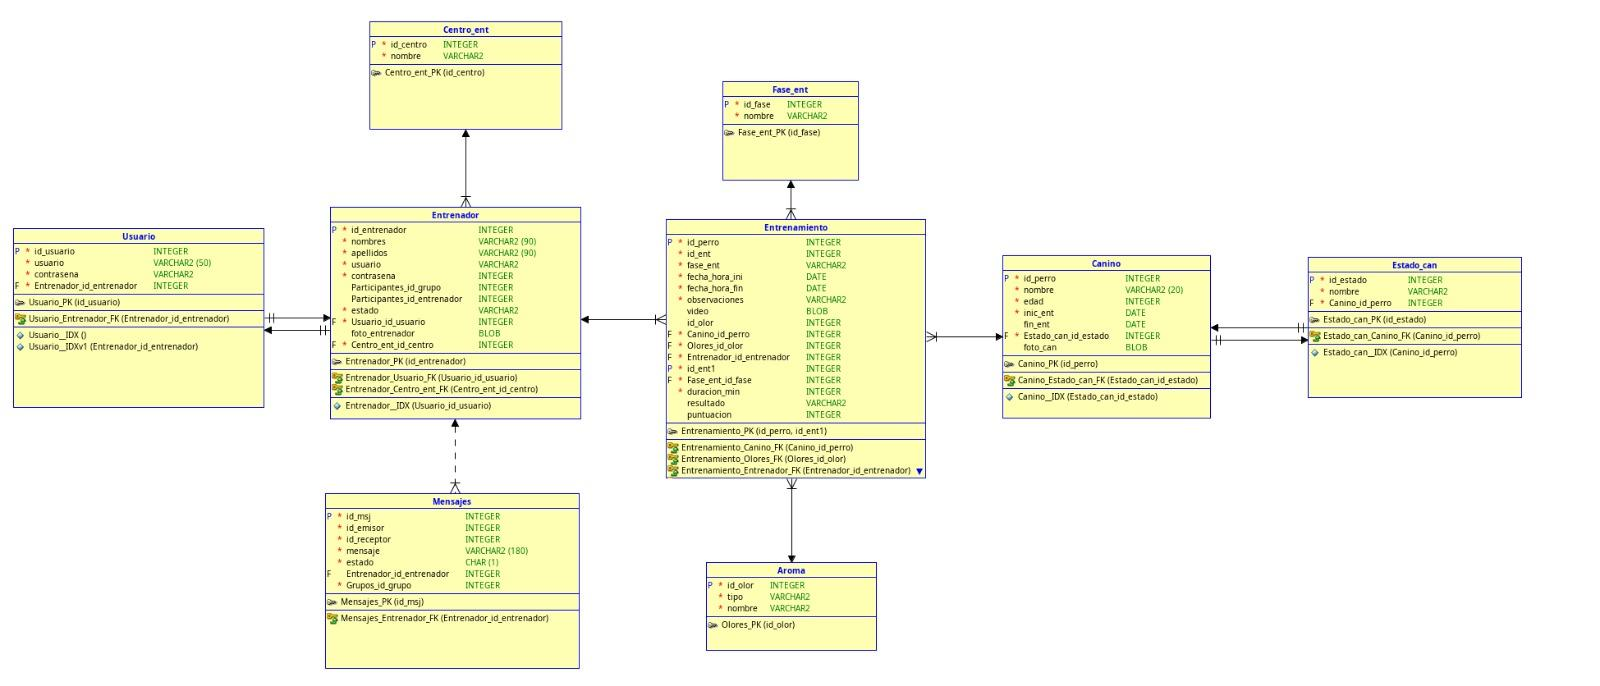 Centro_ent
P * id_centro INTEGER
* nombre VARCHAR2
Centro_ent_PK (id_centro)
Fase_ent
P * id_fase INTEGER
* nombre VARCHAR2
Fase_ent_PK (id_fase)
Usuario
P * id_usuario INTEGER
* usuario VARCHAR2 (50)
* contrasena VARCHAR2
F * Entrenador_id_entrenador INTEGER
Usuario_PK (id_usuario)
Usuario_Entrenador_FK (Entrenador_id_entrenador)
Usuario__IDX ()
Usuario__IDXv1 (Entrenador_id_entrenador)
Entrenador
P * id_entrenador INTEGER
* nombres VARCHAR2 (90)
* apellidos VARCHAR2 (90)
* usuario VARCHAR2
* contrasena INTEGER
Participantes_id_grupo INTEGER
Participantes_id_entrenador INTEGER
* estado VARCHAR2
F * Usuario_id_usuario INTEGER
foto_entrenador BLOB
F * Centro_ent_id_centro INTEGER
Entrenador_PK (id_entrenador)
Entrenador_Usuario_FK (Usuario_id_usuario)
Entrenador_Centro_ent_FK (Centro_ent_id_centro)
Entrenador__IDX (Usuario_id_usuario)
Entrenamiento
P * id_perro INTEGER
* id_ent INTEGER
* fase_ent VARCHAR2
* fecha_hora_ini DATE
* fecha_hora_fin DATE
* observaciones VARCHAR2
video BLOB
id_olor INTEGER
F * Canino_id_perro INTEGER
F * Olores_id_olor INTEGER
F * Entrenador_id_entrenador INTEGER
P * id_ent1 INTEGER
F * Fase_ent_id_fase INTEGER
* duracion_min INTEGER
resultado VARCHAR2
puntuacion INTEGER
Entrenamiento_PK (id_perro, id_ent1)
Entrenamiento_Canino_FK (Canino_id_perro)
Entrenamiento_Olores_FK (Olores_id_olor)
Entrenamiento_Entrenador_FK (Entrenador_id_entrenador)
Canino
P * id_perro INTEGER
* nombre VARCHAR2 (20)
* edad INTEGER
* inic_ent DATE
fin_ent DATE
F * Estado_can_id_estado INTEGER
foto_can BLOB
Canino_PK (id_perro)
Canino_Estado_can_FK (Estado_can_id_estado)
Canino__IDX (Estado_can_id_estado)
Estado_can
P * id_estado INTEGER
* nombre VARCHAR2
F * Canino_id_perro INTEGER
Estado_can_PK (id_estado)
Estado_can_Canino_FK (Canino_id_perro)
Estado_can__IDX (Canino_id_perro)
Mensajes
P * id_msj INTEGER
* id_emisor INTEGER
* id_receptor INTEGER
* mensaje VARCHAR2 (180)
* estado CHAR (1)
F Entrenador_id_entrenador INTEGER
* Grupos_id_grupo INTEGER
Mensajes_PK (id_msj)
Mensajes_Entrenador_FK (Entrenador_id_entrenador)
Aroma
P * id_olor INTEGER
* tipo VARCHAR2
* nombre VARCHAR2
Olores_PK (id_olor)